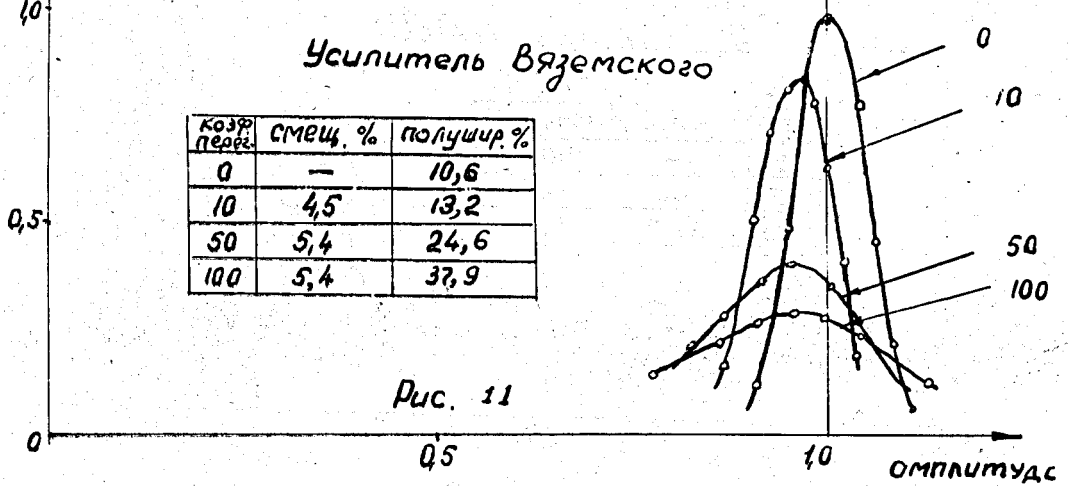 1,0
Усилитель Вяземского
0
10
коэф. перег. смещ. % полушир. %
0 — 10,6
10 4,5 13,2
50 5,4 24,6
100 5,4 37,9
0,5
50
100
Рис. 11
0
0,5
1,0
омплитудс